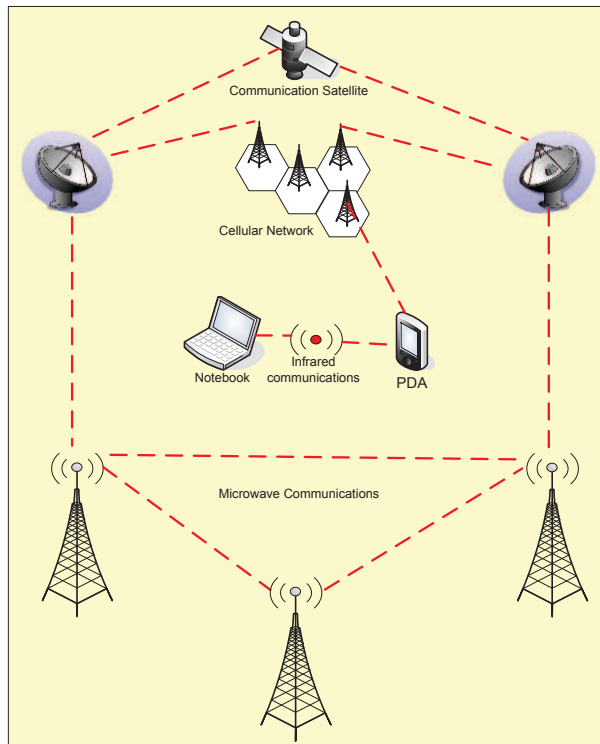 Communication Satellite
Cellular Network
Infrared
communications
Notebook
PDA
Microwave Communications